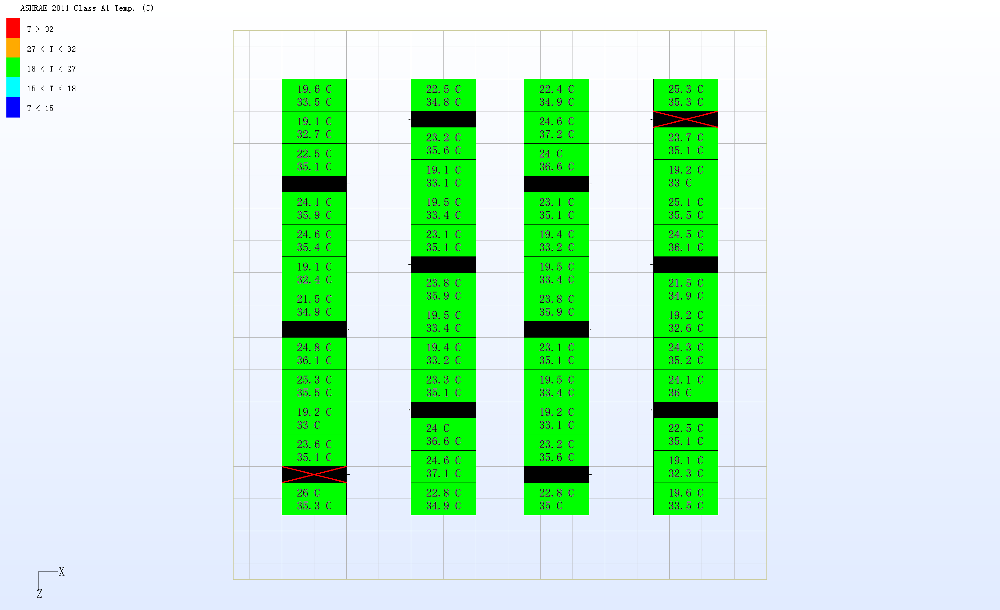 ASHRAE 2011 Class A1 Temp. (C)
T > 32
27 < T < 32
18 < T < 27
15 < T < 18
T < 15
19.6 C
33.5 C
19.1 C
32.7 C
22.5 C
35.1 C
24.1 C
35.9 C
24.6 C
35.4 C
19.1 C
32.4 C
21.5 C
34.9 C
24.8 C
36.1 C
25.3 C
35.5 C
19.2 C
33 C
23.6 C
35.1 C
26 C
35.3 C
22.5 C
34.8 C
23.2 C
35.6 C
19.1 C
33.1 C
19.5 C
33.4 C
23.1 C
35.1 C
23.8 C
35.9 C
19.5 C
33.4 C
19.4 C
33.2 C
23.3 C
35.1 C
24 C
36.6 C
24.6 C
37.1 C
22.8 C
34.9 C
22.4 C
34.9 C
24.6 C
37.2 C
24 C
36.6 C
23.1 C
35.1 C
19.4 C
33.2 C
19.5 C
33.4 C
23.8 C
35.9 C
23.1 C
35.1 C
19.5 C
33.4 C
19.2 C
33.1 C
23.2 C
35.6 C
22.8 C
35 C
25.3 C
35.3 C
23.7 C
35.1 C
19.2 C
33 C
25.1 C
35.5 C
24.5 C
36.1 C
21.5 C
34.9 C
19.2 C
32.6 C
24.3 C
35.2 C
24.1 C
36 C
22.5 C
35.1 C
19.1 C
32.3 C
19.6 C
33.5 C
X
Z